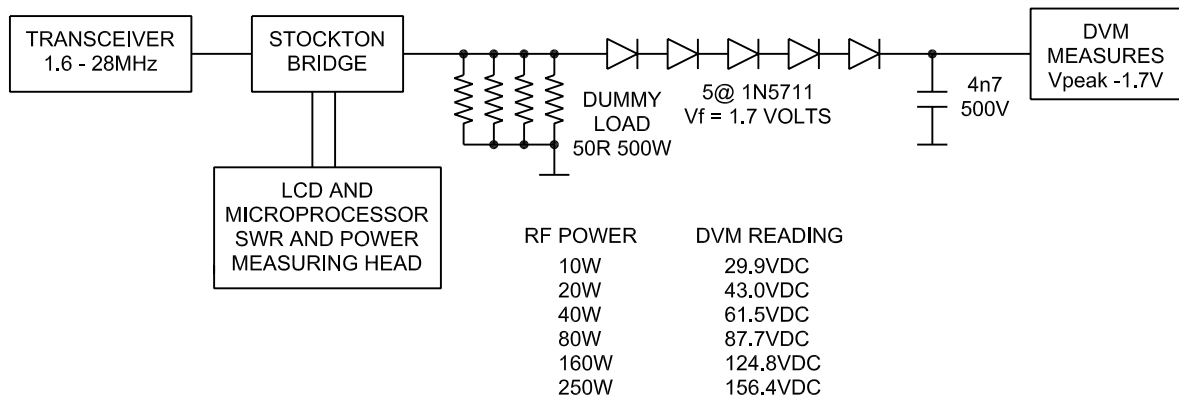 TRANSCEIVER
1.6 - 28MHz
STOCKTON
BRIDGE
DUMMY
LOAD
50R 500W
5@ 1N5711
Vf = 1.7 VOLTS
4n7
500V
DVM
MEASURES
Vpeak -1.7V
LCD AND
MICROPROCESSOR
SWR AND POWER
MEASURING HEAD
RF POWER DVM READING
10W 29.9VDC
20W 43.0VDC
40W 61.5VDC
80W 87.7VDC
160W 124.8VDC
250W 156.4VDC